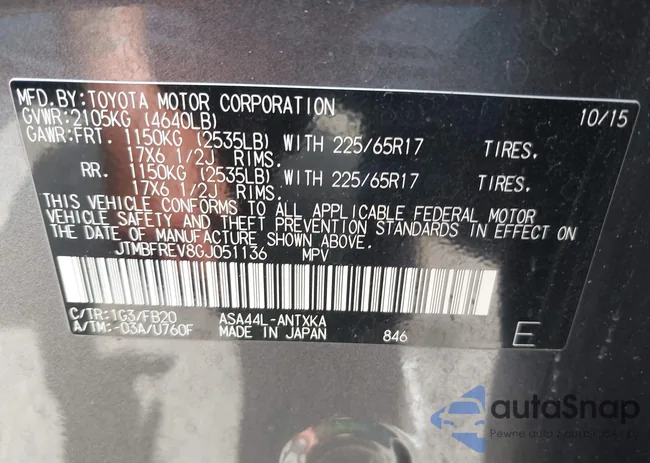 MFD.BY:TOYOTA MOTOR CORPORATION 10/15
GVWR:2105KG (4640LB)
GAWR:FRT. 1150KG (2535LB) WITH 225/65R17 TIRES.
17X6 1/2J RIMS.
RR. 1150KG (2535LB) WITH 225/65R17 TIRES.
17X6 1/2J RIMS.
THIS VEHICLE CONFORMS TO ALL APPLICABLE FEDERAL MOTOR
VEHICLE SAFETY AND THEFT PREVENTION STANDARDS IN EFFECT ON
THE DATE OF MANUFACTURE SHOWN ABOVE.
JTMBFREV8GJ051136 MPV
C/TR:1G3/FB20 ASA44L-ANTXKA
A/TM:-03A/U760F MADE IN JAPAN 846 E
autoSnap
Pewne auta z